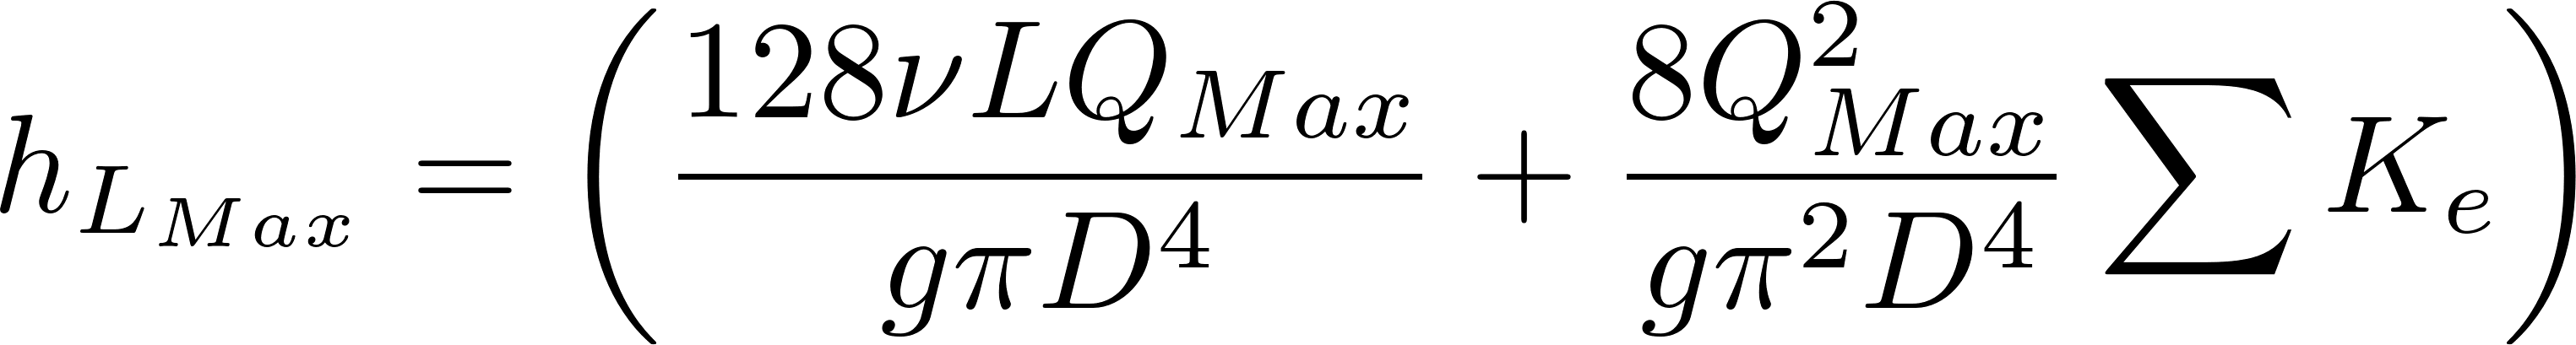 h_{L_{Max}} = \left( \frac{128 \nu L Q_{Max}}{g \pi D^4} + \frac{8 Q_{Max}^2}{g \pi^2 D^4} \sum K_e \right)